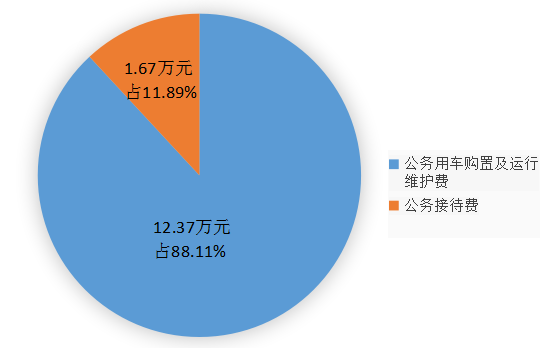 1.67万元
占11.89%
12.37万元
占88.11%
公务用车购置及运行
维护费
公务接待费